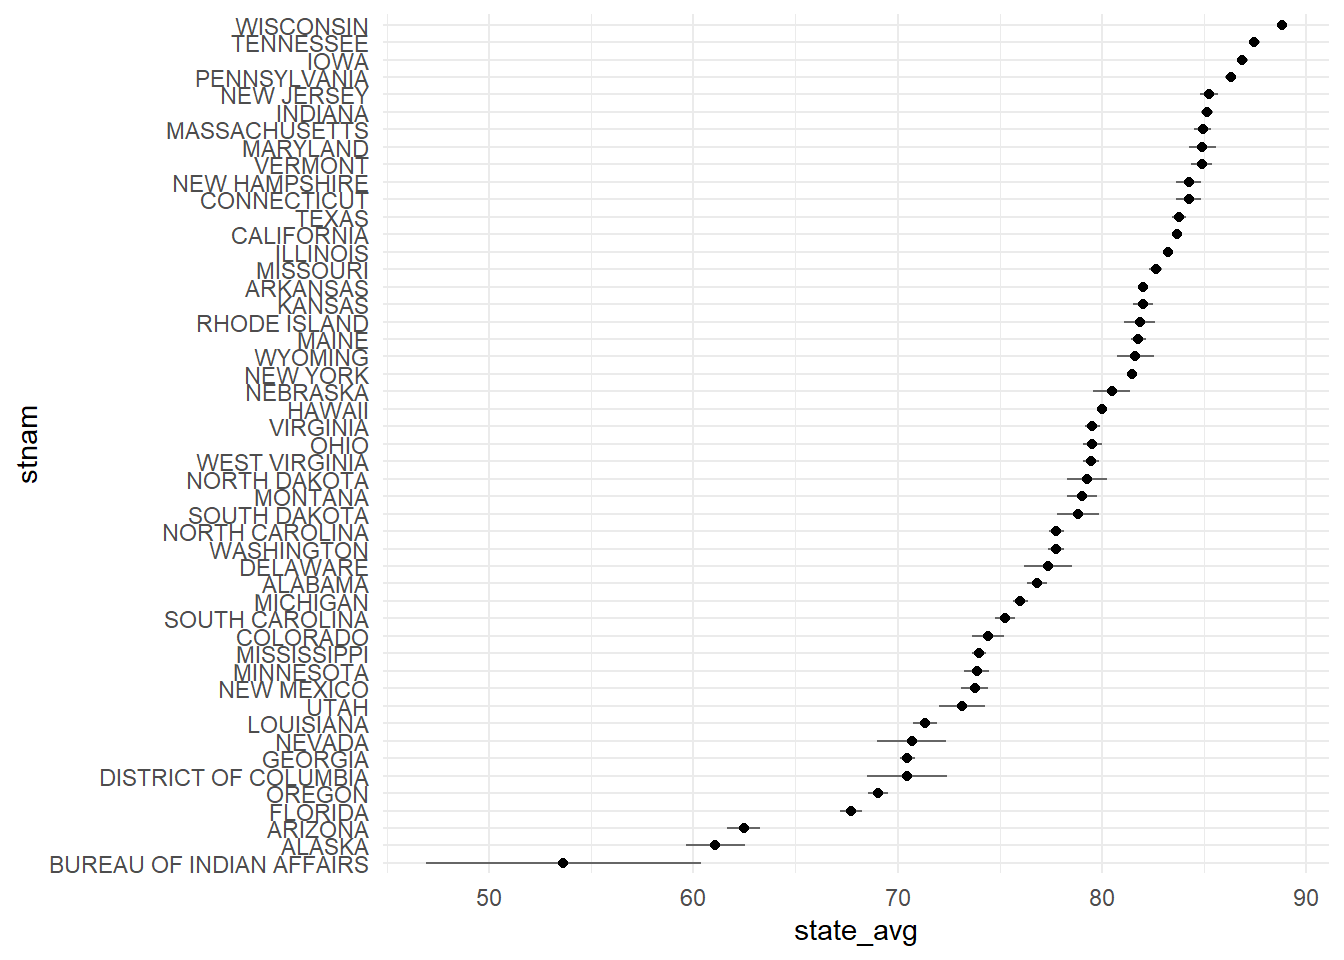 WISCONSIN
TENNESSEE
IOWA
PENNSYLVANIA
NEW JERSEY
INDIANA
MASSACHUSETTS
MARYLAND
VERMONT
NEW HAMPSHIRE
CONNECTICUT
TEXAS
CALIFORNIA
ILLINOIS
MISSOURI
ARKANSAS
KANSAS
RHODE ISLAND
MAINE
WYOMING
NEW YORK
NEBRASKA
HAWAII
VIRGINIA
OHIO
WEST VIRGINIA
NORTH DAKOTA
MONTANA
SOUTH DAKOTA
NORTH CAROLINA
WASHINGTON
DELAWARE
ALABAMA
MICHIGAN
SOUTH CAROLINA
COLORADO
MISSISSIPPI
MINNESOTA
NEW MEXICO
UTAH
LOUISIANA
NEVADA
GEORGIA
DISTRICT OF COLUMBIA
OREGON
FLORIDA
ARIZONA
ALASKA
BUREAU OF INDIAN AFFAIRS
stnam
50 60 70 80 90
state_avg